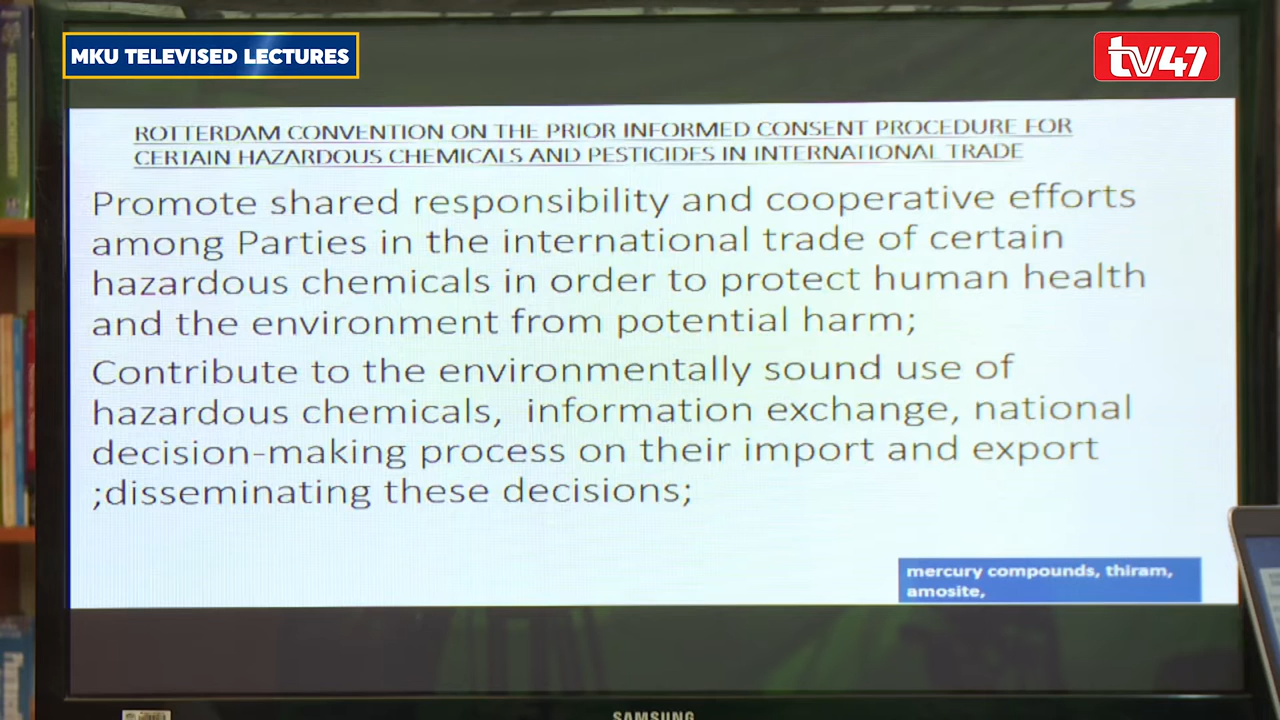 MKU TELEVISED LECTURES
tv47
ROTTERDAM CONVENTION ON THE PRIOR INFORMED CONSENT PROCEDURE FOR
CERTAIN HAZARDOUS CHEMICALS AND PESTICIDES IN INTERNATIONAL TRADE
Promote shared responsibility and cooperative efforts
among Parties in the international trade of certain
hazardous chemicals in order to protect human health
and the environment from potential harm;
Contribute to the environmentally sound use of
hazardous chemicals, information exchange, national
decision-making process on their import and export
;disseminating these decisions;
mercury compounds, thiram,
amosite,
SAMSUNG